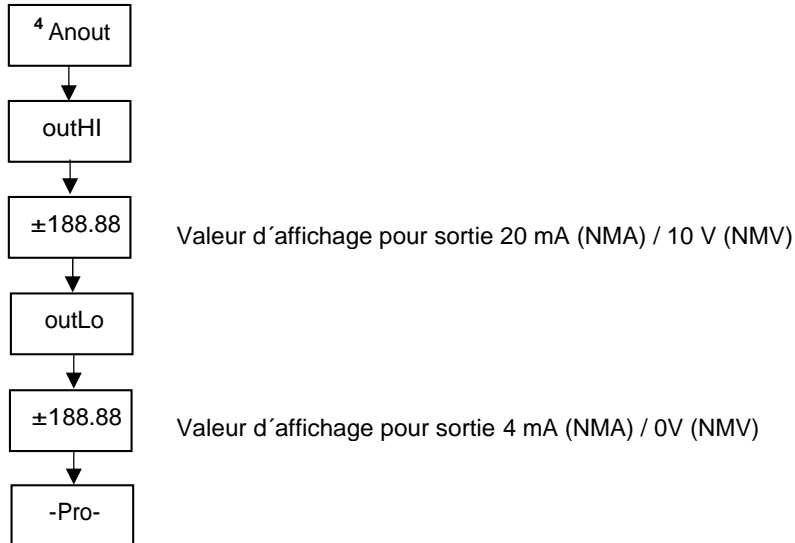 ⁴ Anout
outHI
±188.88 Valeur d´affichage pour sortie 20 mA (NMA) / 10 V (NMV)
outLo
±188.88 Valeur d´affichage pour sortie 4 mA (NMA) / 0V (NMV)
-Pro-